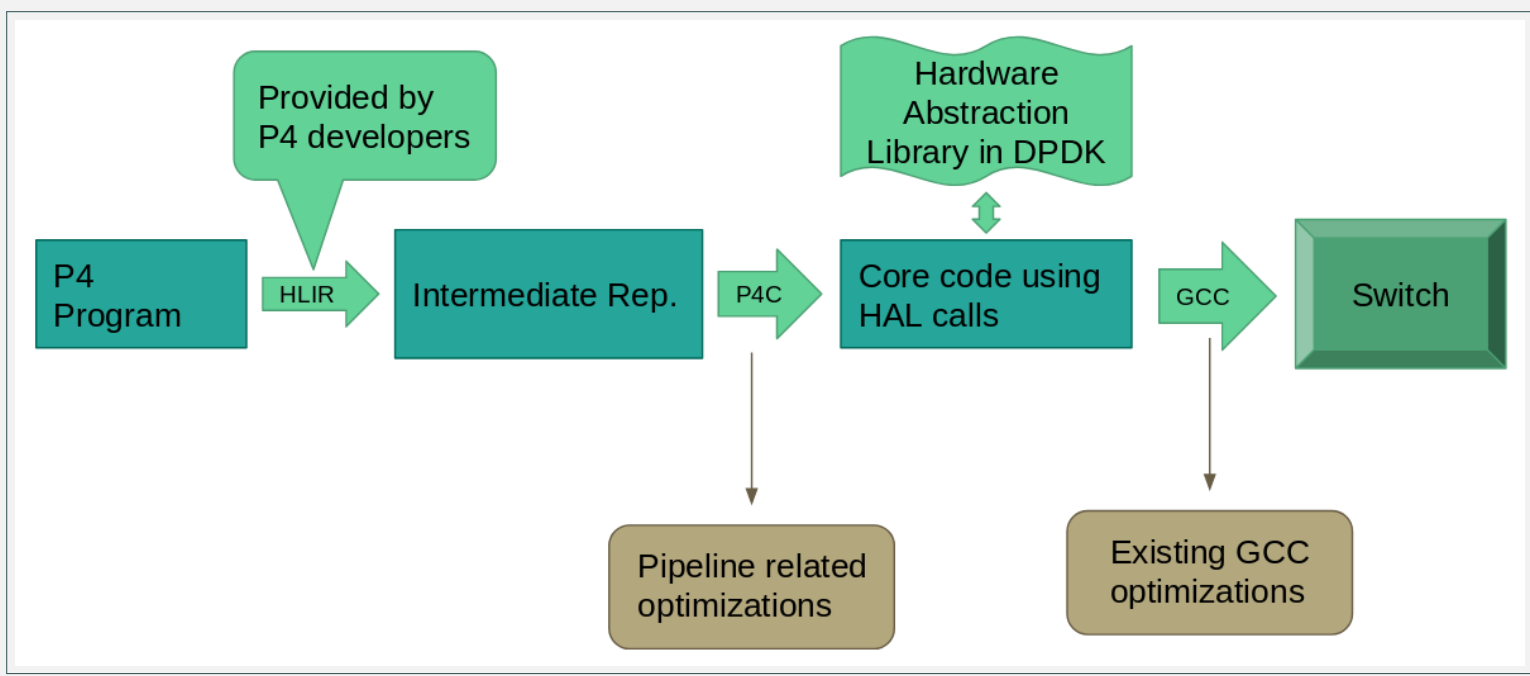 Provided by
P4 developers
Hardware
Abstraction
Library in DPDK
P4
Program
HLIR
Intermediate Rep.
P4C
Core code using
HAL calls
GCC
Switch
Pipeline related
optimizations
Existing GCC
optimizations